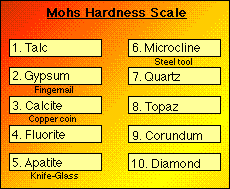 Mohs Hardness Scale
1. Talc
2. Gypsum
Fingernail
3. Calcite
Copper coin
4. Fluorite
5. Apatite
Knife-Glass
6. Microcline
Steel tool
7. Quartz
8. Topaz
9. Corundum
10. Diamond